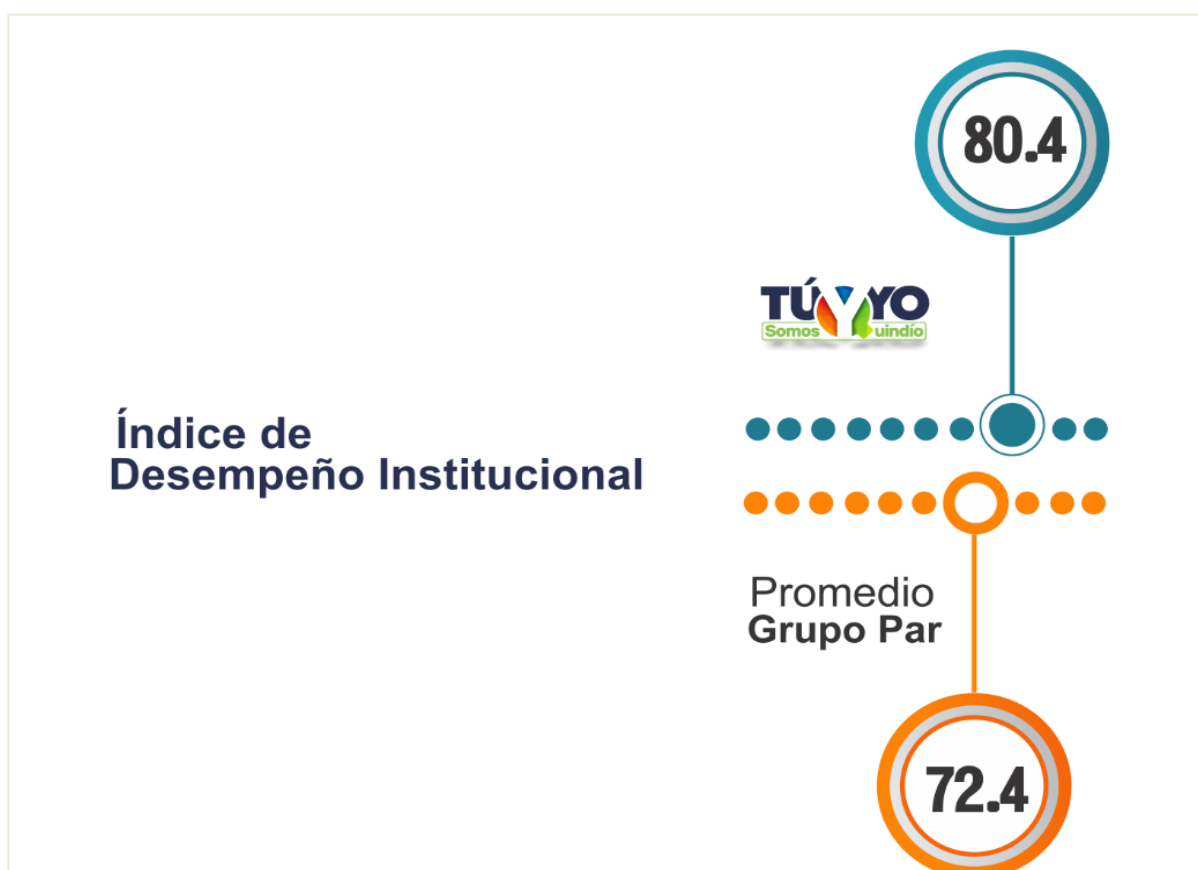 80.4
TÚ Y YO
Somos Quindío
Índice de
Desempeño Institucional
Promedio
Grupo Par
72.4